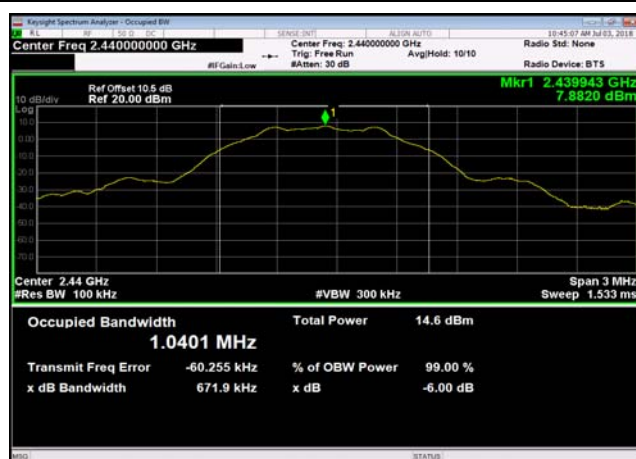 Keysight Spectrum Analyzer - Occupied BW
RL RF 50 Ω DC SENSE:INT ALIGN AUTO 10:45:07 AM Jul 03, 2018
Center Freq 2.440000000 GHz Center Freq: 2.440000000 GHz Radio Std: None
Trig: Free Run Avg|Hold: 10/10
#IFGain:Low #Atten: 30 dB Radio Device: BTS
Mkr1 2.439943 GHz
Ref Offset 10.5 dB
10 dB/div Ref 20.00 dBm 7.8820 dBm
Log
10.0
0.00
1
-10.0
-20.0
-30.0
-40.0
-50.0
-60.0
-70.0
Center 2.44 GHz Span 3 MHz
#Res BW 100 kHz #VBW 300 kHz Sweep 1.533 ms
Occupied Bandwidth Total Power 14.6 dBm
1.0401 MHz
Transmit Freq Error -60.255 kHz % of OBW Power 99.00 %
x dB Bandwidth 671.9 kHz x dB -6.00 dB
MSG STATUS